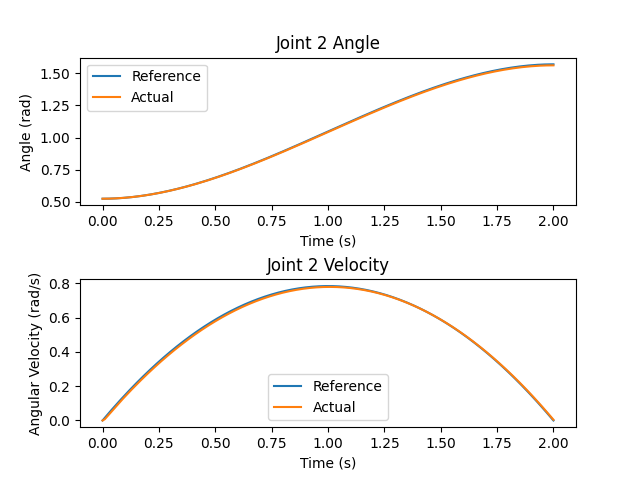 Joint 2 Angle
Angle (rad)
1.50
1.25
1.00
0.75
0.50
Reference
Actual
0.00 0.25 0.50 0.75 1.00 1.25 1.50 1.75 2.00
Time (s)
Joint 2 Velocity
Angular Velocity (rad/s)
0.8
0.6
0.4
0.2
0.0
Reference
Actual
0.00 0.25 0.50 0.75 1.00 1.25 1.50 1.75 2.00
Time (s)